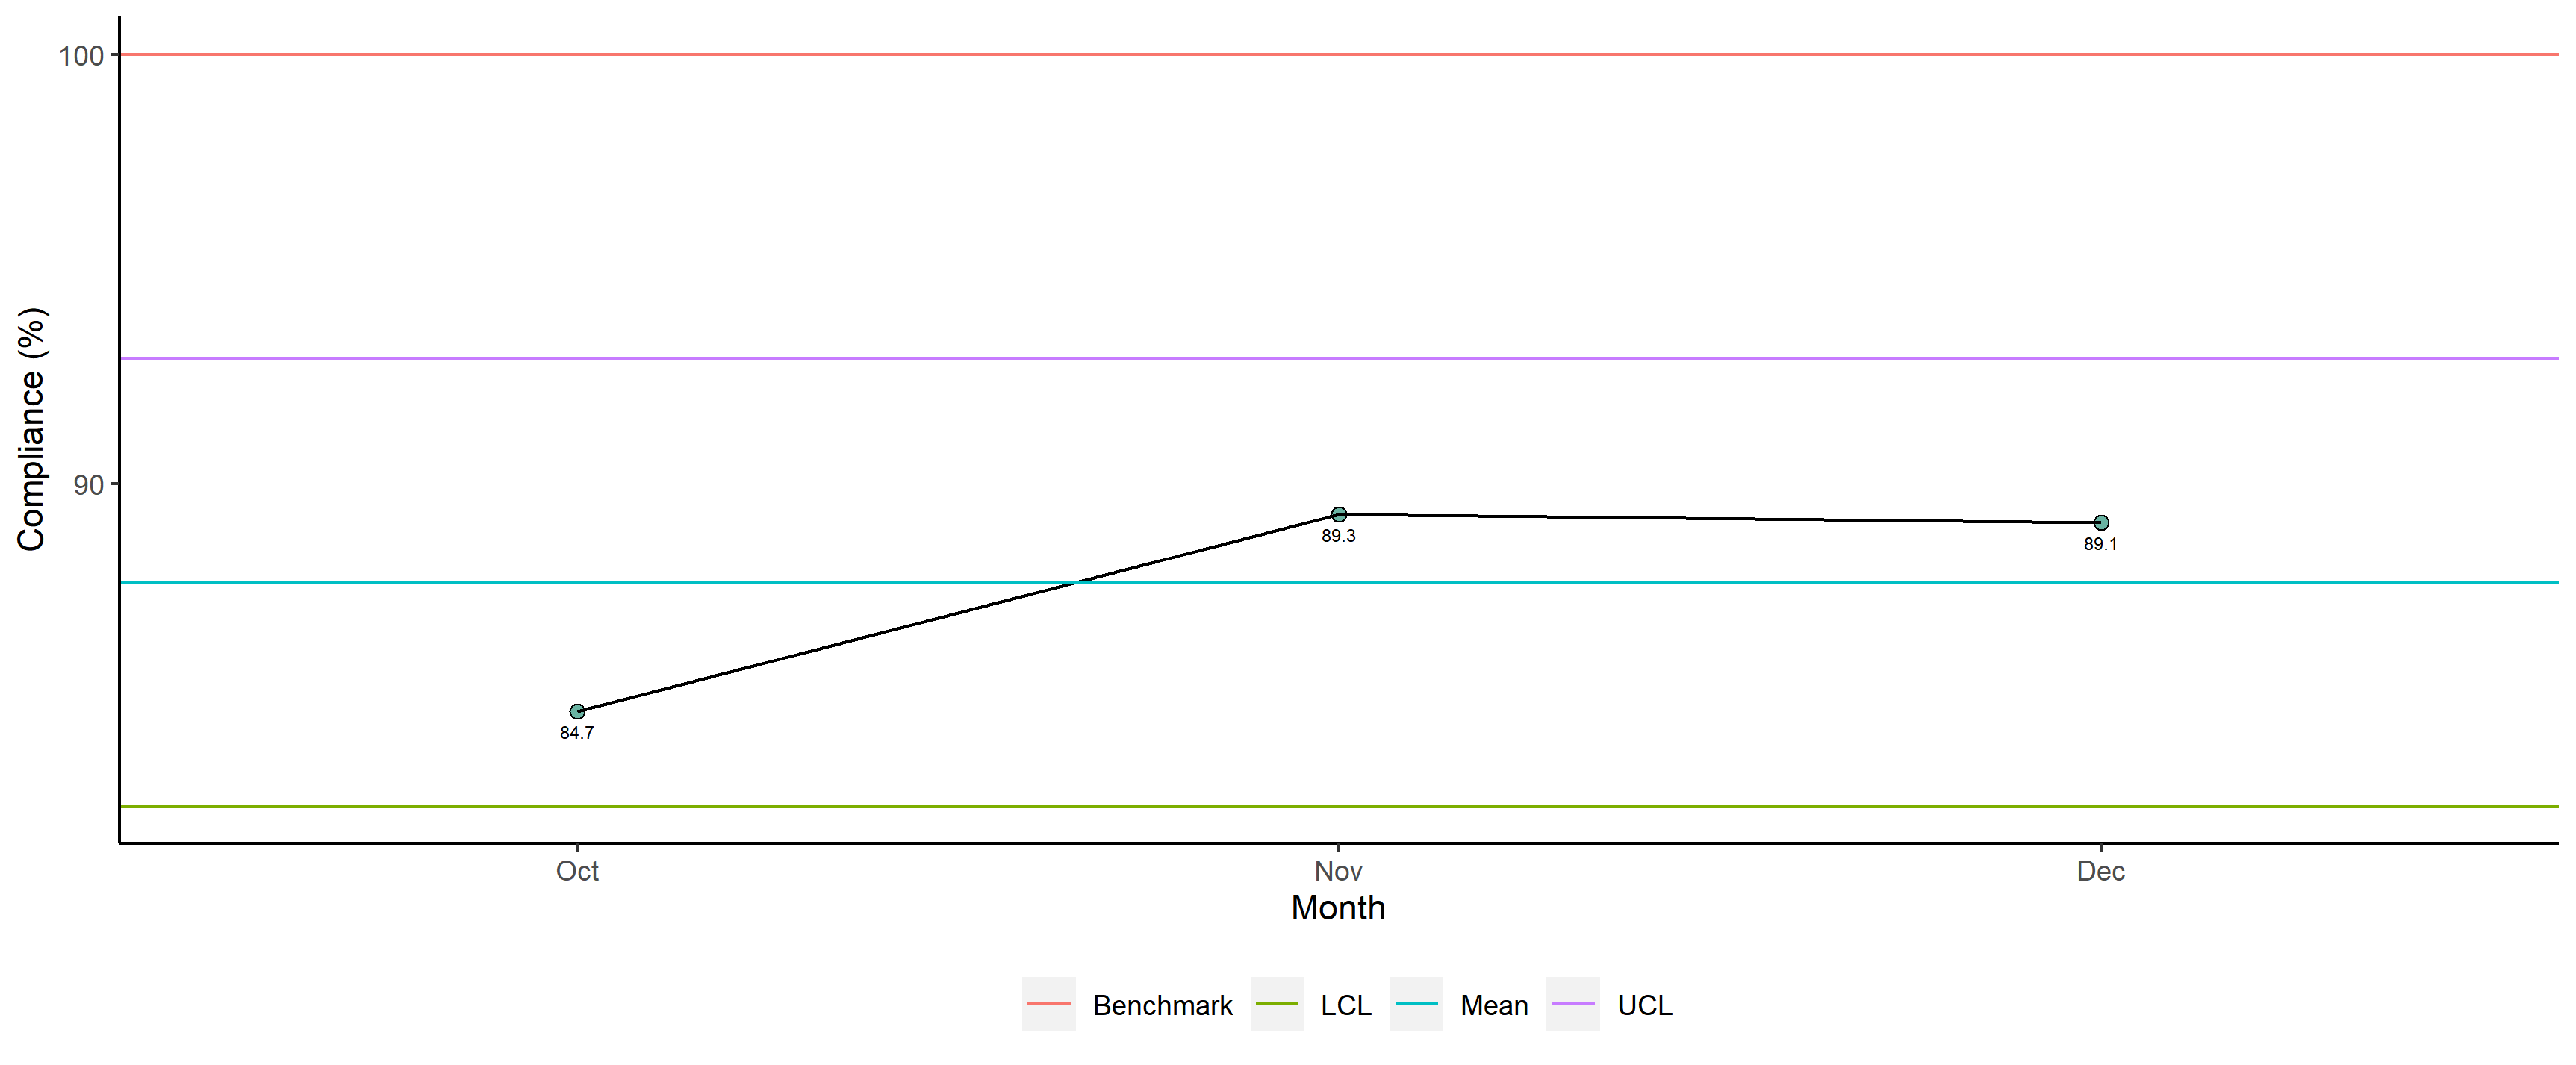 100
90
Compliance (%)
84.7
89.3
89.1
Oct Nov Dec
Month
Benchmark LCL Mean UCL